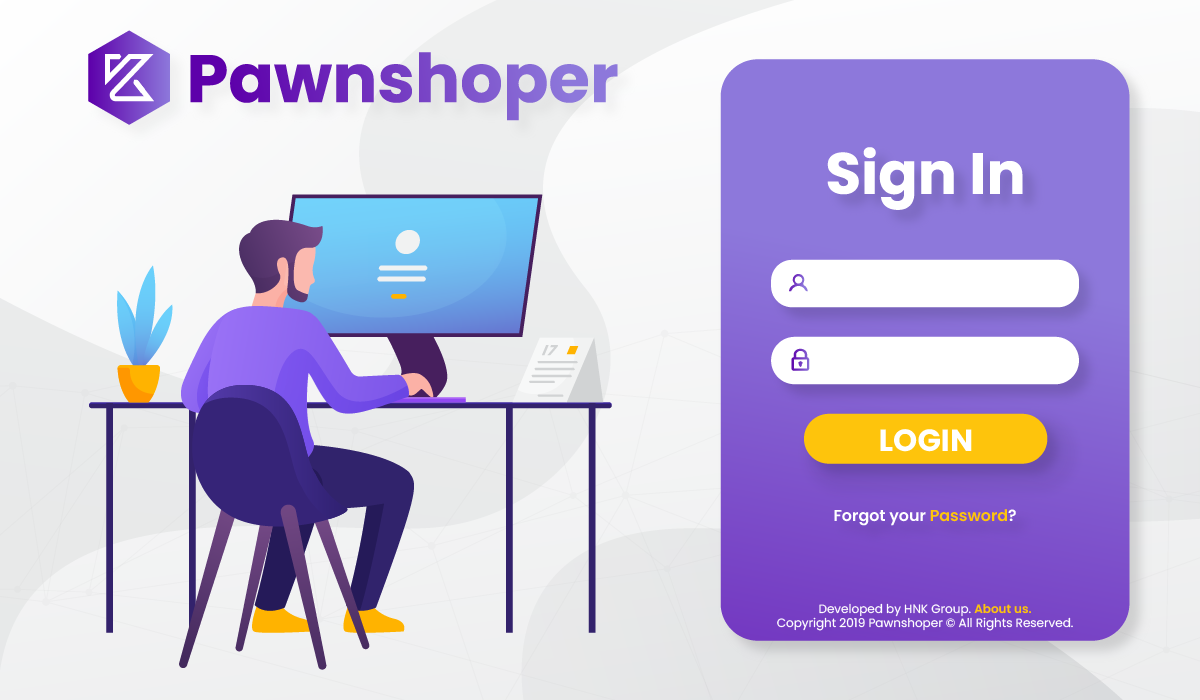 Pawnshoper
Sign In
17
LOGIN
Forgot your Password?
Developed by HNK Group. About us.
Copyright 2019 Pawnshoper © All Rights Reserved.